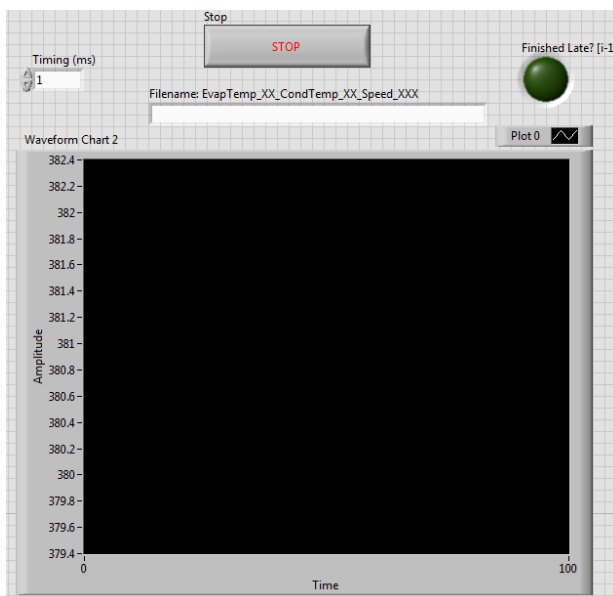 Stop
STOP
Timing (ms)
1
Finished Late? [i-1
Filename: EvapTemp_XX_CondTemp_XX_Speed_XXX
Plot 0
Waveform Chart 2
382.4
382.2
382
381.8
381.6
381.4
381.2
381
380.8
380.6
380.4
380.2
380
379.8
379.6
379.4
Amplitude
0
100
Time